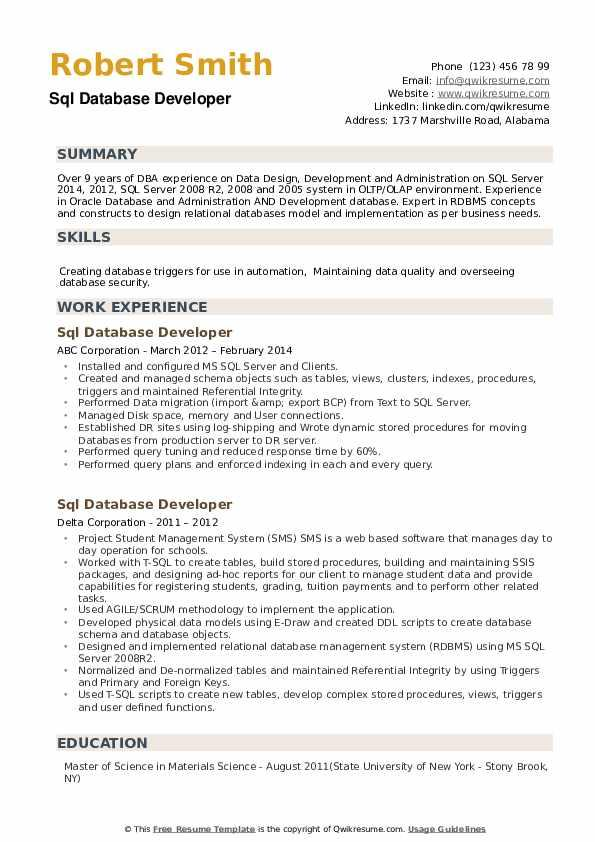 Robert Smith
Sql Database Developer
Phone (123) 456 78 99
Email: info@qwikresume.com
Website : www.qwikresume.com
LinkedIn: linkedin.com/qwikresume
Address: 1737 Marshville Road, Alabama
SUMMARY
Over 9 years of DBA experience on Data Design, Development and Administration on SQL Server
2014, 2012, SQL Server 2008 R2, 2008 and 2005 system in OLTP/OLAP environment. Experience
in Oracle Database and Administration AND Development database. Expert in RDBMS concepts
and constructs to design relational databases model and implementation as per business needs.
SKILLS
Creating database triggers for use in automation, Maintaining data quality and overseeing
database security.
WORK EXPERIENCE
Sql Database Developer
ABC Corporation - March 2012 – February 2014
• Installed and configured MS SQL Server and Clients.
• Created and managed schema objects such as tables, views, clusters, indexes, procedures,
triggers and maintained Referential Integrity.
• Performed Data migration (import &amp; export BCP) from Text to SQL Server.
• Managed Disk space, memory and User connections.
• Established DR sites using log-shipping and Wrote dynamic stored procedures for moving
Databases from production server to DR server.
• Performed query tuning and reduced response time by 60%.
• Performed query plans and enforced indexing in each and every query.
Sql Database Developer
Delta Corporation - 2011 – 2012
• Project Student Management System (SMS) SMS is a web based software that manages day to
day operation for schools.
• Worked with T-SQL to create tables, build stored procedures, building and maintaining SSIS
packages, and designing ad-hoc reports for our client to manage student data and provide
capabilities for registering students, grading, tuition payments and to perform other related
tasks.
• Used AGILE/SCRUM methodology to implement the application.
• Developed physical data models using E-Draw and created DDL scripts to create database
schema and database objects.
• Designed and implemented relational database management system (RDBMS) using MS SQL
Server 2008R2.
• Normalized and De-normalized tables and maintained Referential Integrity by using Triggers
and Primary and Foreign Keys.
• Used T-SQL scripts to create new tables, develop complex stored procedures, views, triggers
and user defined functions.
EDUCATION
Master of Science in Materials Science - August 2011(State University of New York - Stony Brook,
NY)
© This Free Resume Template is the copyright of Qwikresume.com. Usage Guidelines